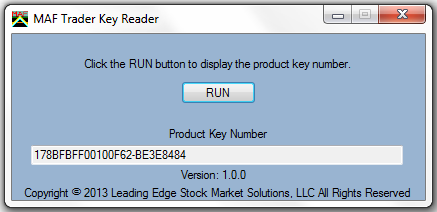 MAF Trader Key Reader
Click the RUN button to display the product key number.
RUN
Product Key Number
178BFBFF00100F62-BE3E8484
Version: 1.0.0
Copyright © 2013 Leading Edge Stock Market Solutions, LLC All Rights Reserved